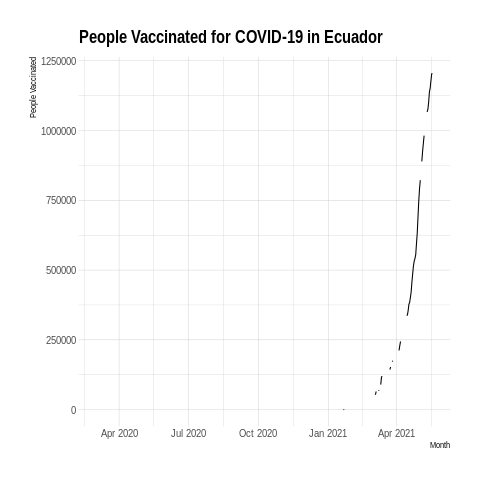 People Vaccinated for COVID-19 in Ecuador
People Vaccinated
1250000
1000000
750000
500000
250000
0
Apr 2020 Jul 2020 Oct 2020 Jan 2021 Apr 2021
Month